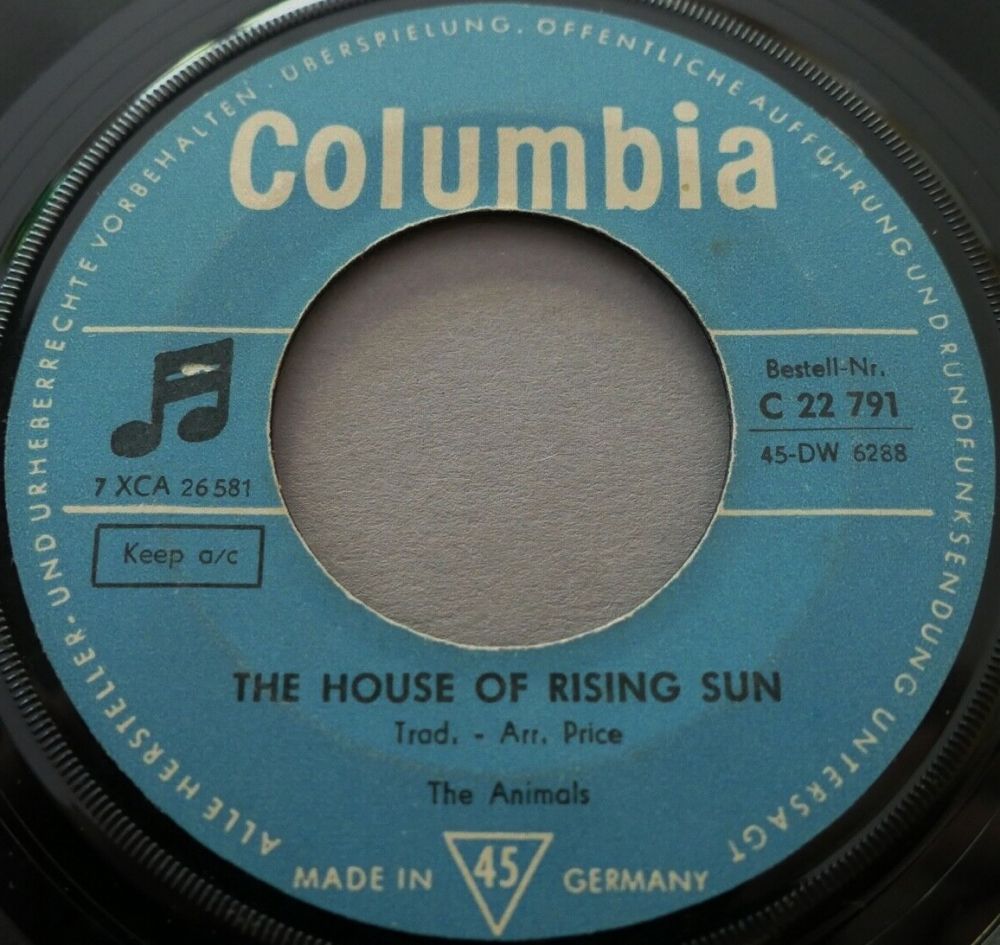 ALLE HERSTELLER- UND URHEBERRECHTE VORBEHALTEN. ÜBERSPIELUNG. ÖFFENTLICHE AUFFÜHRUNG UND RUNDFUNKSENDUNG UNTERSAGT
Columbia
Bestell-Nr.
C 22 791
45-DW 6288
7 XCA 26581
Keep a/c
THE HOUSE OF RISING SUN
Trad. - Arr. Price
The Animals
MADE IN 45 GERMANY